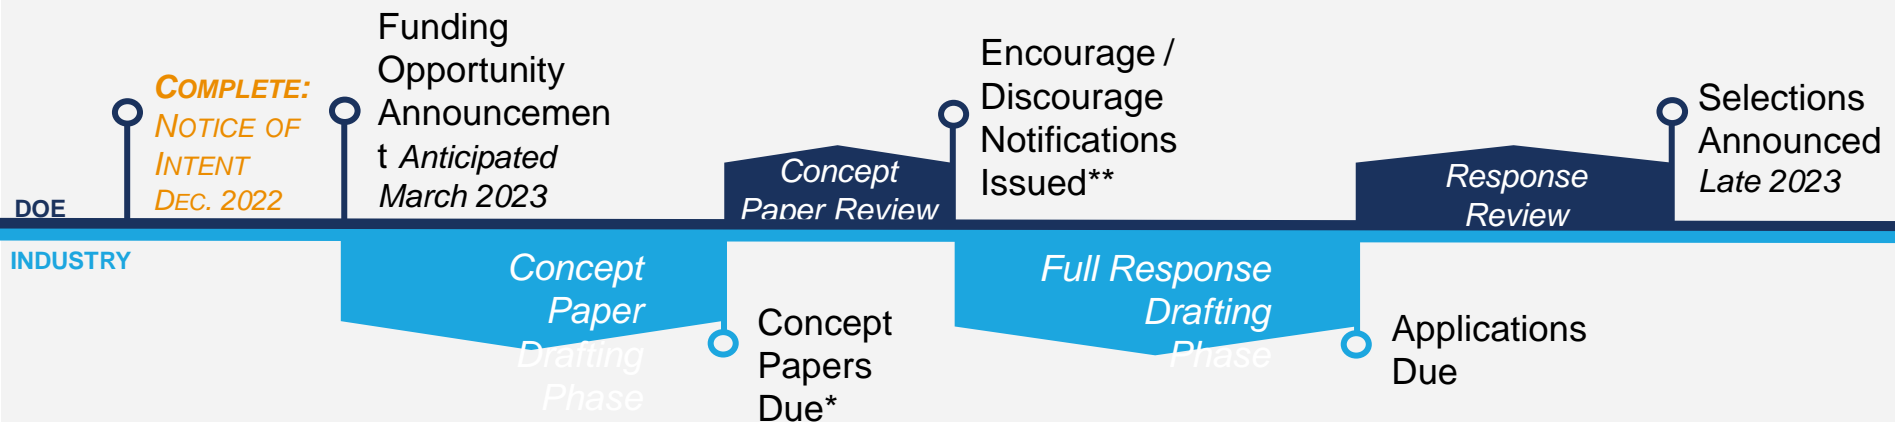 COMPLETE:
NOTICE OF
INTENT
DEC. 2022
Funding
Opportunity
Announcemen
t Anticipated
March 2023
Concept
Paper Review
Encourage /
Discourage
Notifications
Issued**
Response
Review
Selections
Announced
Late 2023
DOE
INDUSTRY
Concept
Paper
Drafting
Phase
Concept
Papers
Due*
Full Response
Drafting
Phase
Applications
Due